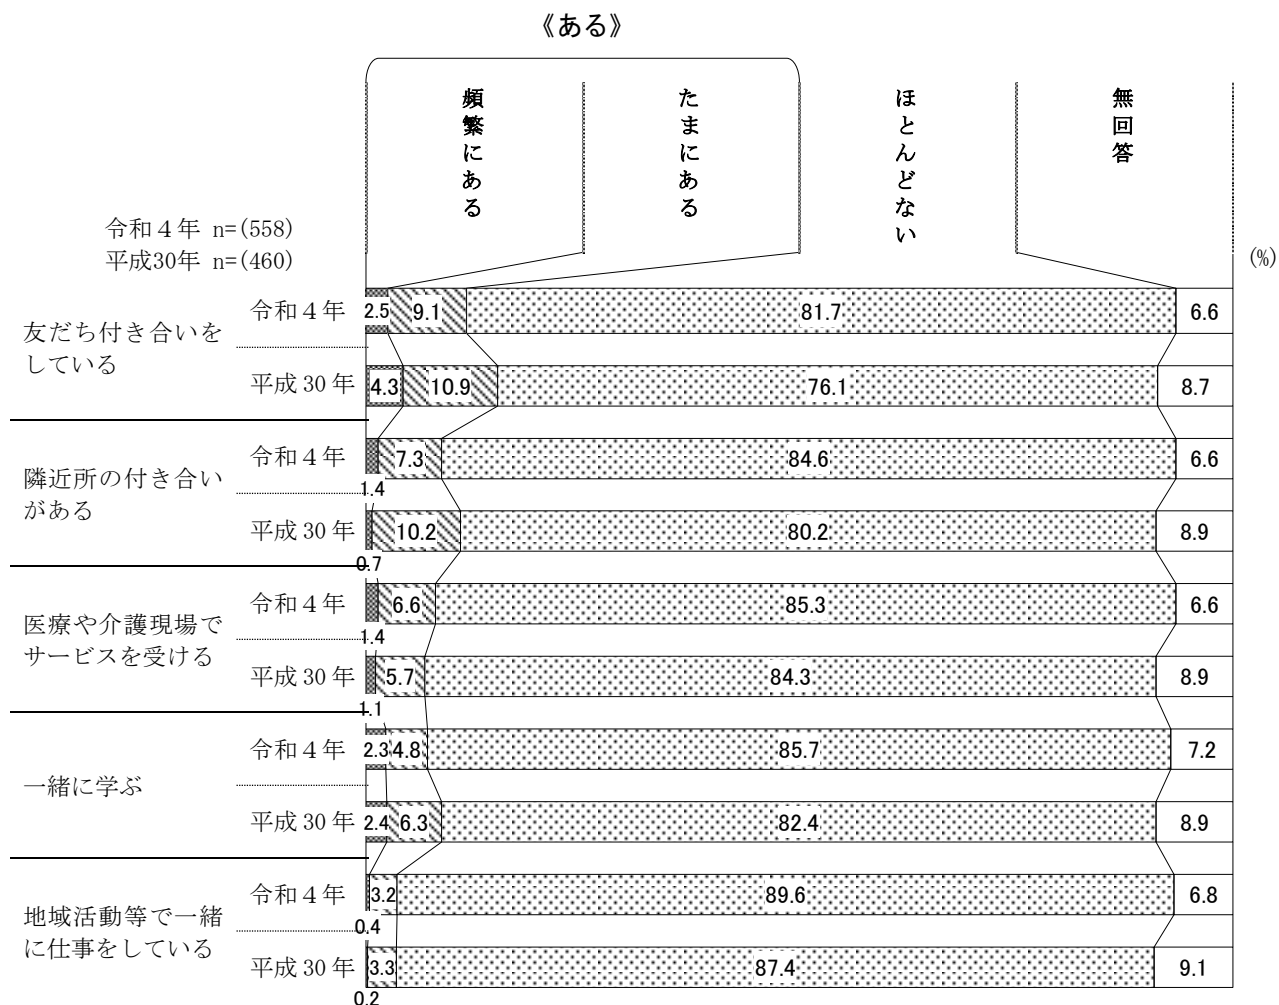 《ある》
頻繁にある
たまにある
ほとんどない
無回答
令和４年 n=(558)
平成30年 n=(460)
(%)
友だち付き合いを
している
令和４年
2.5
9.1
81.7
6.6
平成 30 年
4.3
10.9
76.1
8.7
隣近所の付き合い
がある
令和４年
1.4
7.3
84.6
6.6
平成 30 年
0.7
10.2
80.2
8.9
医療や介護現場で
サービスを受ける
令和４年
1.4
6.6
85.3
6.6
平成 30 年
1.1
5.7
84.3
8.9
一緒に学ぶ
令和４年
2.3
4.8
85.7
7.2
平成 30 年
2.4
6.3
82.4
8.9
地域活動等で一緒
に仕事をしている
令和４年
0.4
3.2
89.6
6.8
平成 30 年
0.2
3.3
87.4
9.1